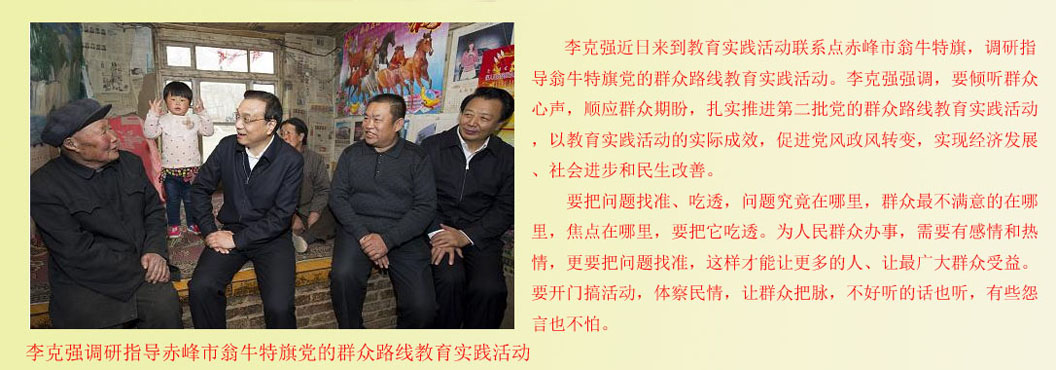 李克强近日来到教育实践活动联系点赤峰市翁牛特旗，调研指
导翁牛特旗党的群众路线教育实践活动。李克强强调，要倾听群众
心声，顺应群众期盼，扎实推进第二批党的群众路线教育实践活动
，以教育实践活动的实际成效，促进党风政风转变，实现经济发展
、社会进步和民生改善。
要把问题找准、吃透，问题究竟在哪里，群众最不满意的在哪
里，焦点在哪里，要把它吃透。为人民群众办事，需要有感情和热
情，更要把问题找准，这样才能让更多的人、让最广大群众受益。
要开门搞活动，体察民情，让群众把脉，不好听的话也听，有些怨
言也不怕。
李克强调研指导赤峰市翁牛特旗党的群众路线教育实践活动